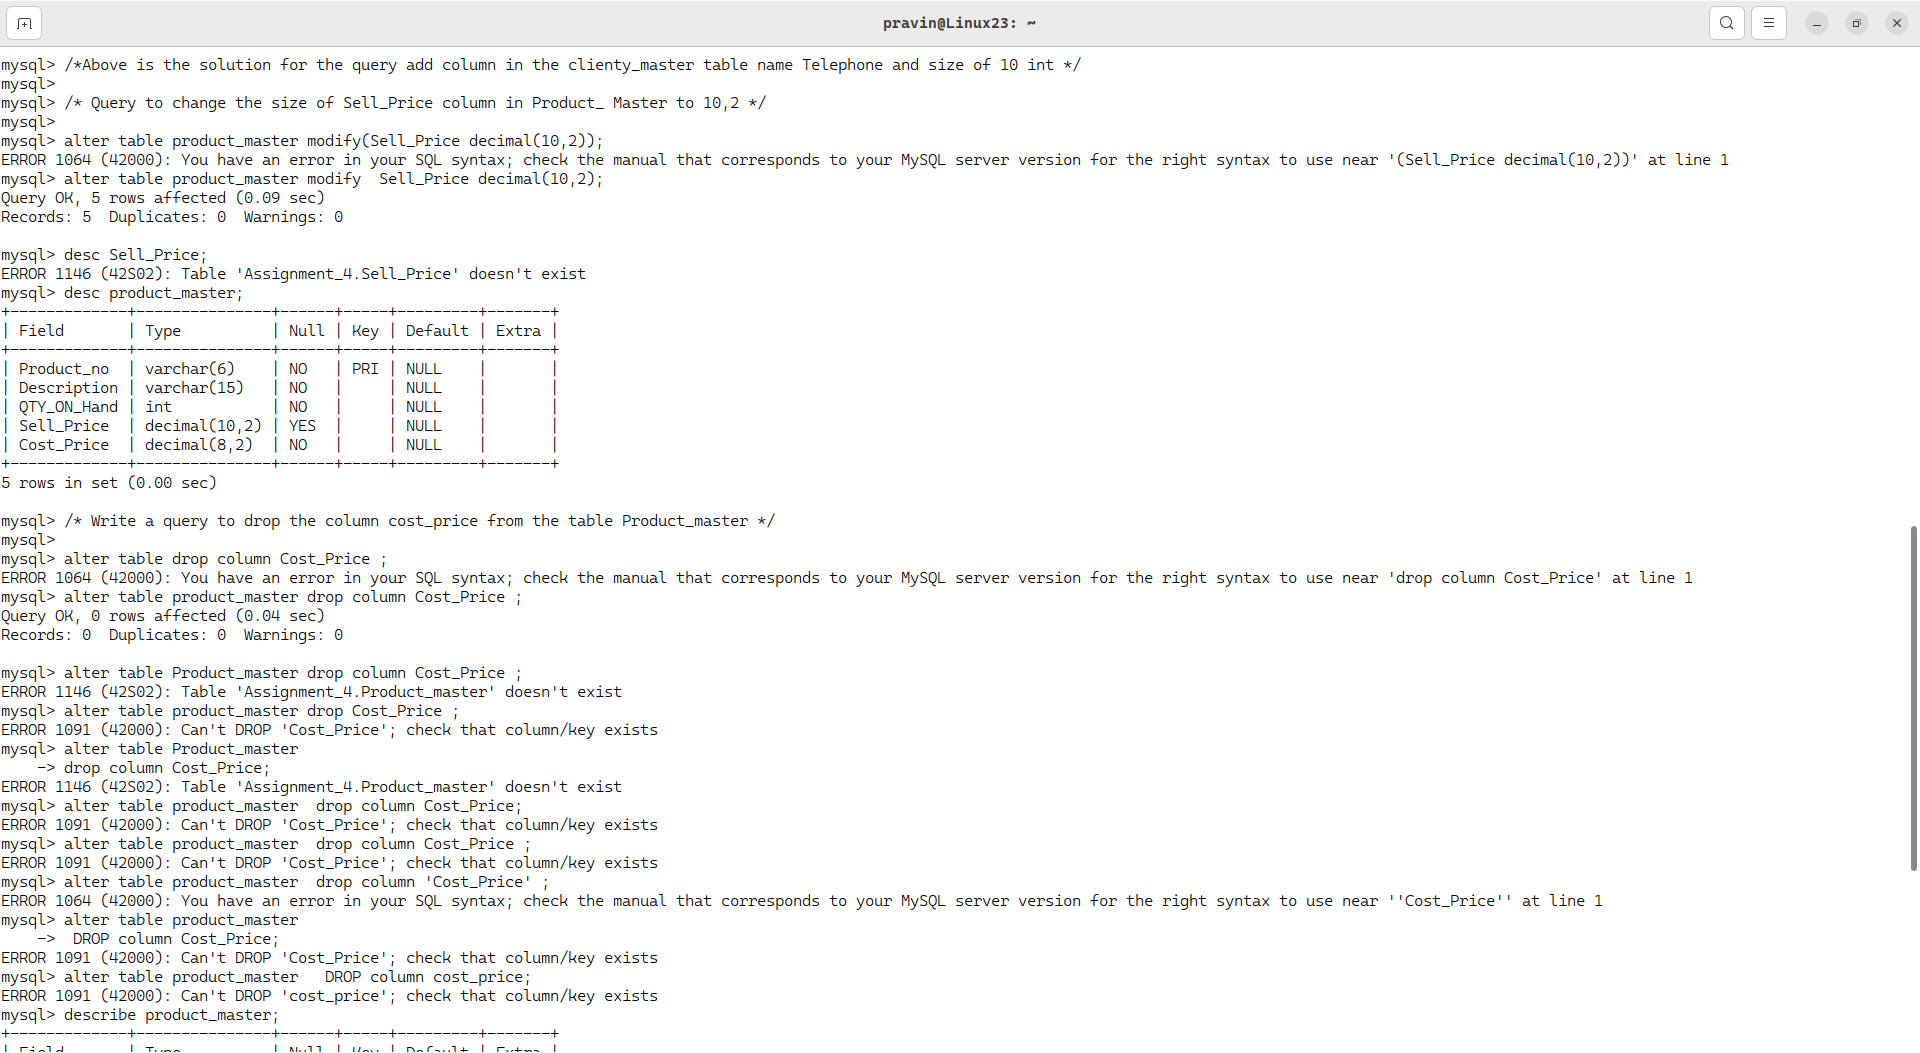 pravin@Linux23: ~
mysql> /*Above is the solution for the query add column in the clienty_master table name Telephone and size of 10 int */
mysql>
mysql> /* Query to change the size of Sell_Price column in Product_ Master to 10,2 */
mysql>
mysql> alter table product_master modify(Sell_Price decimal(10,2));
ERROR 1064 (42000): You have an error in your SQL syntax; check the manual that corresponds to your MySQL server version for the right syntax to use near '(Sell_Price decimal(10,2))' at line 1
mysql> alter table product_master modify  Sell_Price decimal(10,2);
Query OK, 5 rows affected (0.09 sec)
Records: 5  Duplicates: 0  Warnings: 0
mysql> desc Sell_Price;
ERROR 1146 (42S02): Table 'Assignment_4.Sell_Price' doesn't exist
mysql> desc product_master;
+-------------+---------------+------+-----+---------+-------+
| Field       | Type          | Null | Key | Default | Extra |
+-------------+---------------+------+-----+---------+-------+
| Product_no  | varchar(6)    | NO   | PRI | NULL    |       |
| Description | varchar(15)   | NO   |     | NULL    |       |
| QTY_ON_Hand | int           | NO   |     | NULL    |       |
| Sell_Price  | decimal(10,2) | YES  |     | NULL    |       |
| Cost_Price  | decimal(8,2)  | NO   |     | NULL    |       |
+-------------+---------------+------+-----+---------+-------+
5 rows in set (0.00 sec)
mysql> /* Write a query to drop the column cost_price from the table Product_master */
mysql>
mysql> alter table drop column Cost_Price ;
ERROR 1064 (42000): You have an error in your SQL syntax; check the manual that corresponds to your MySQL server version for the right syntax to use near 'drop column Cost_Price' at line 1
mysql> alter table product_master drop column Cost_Price ;
Query OK, 0 rows affected (0.04 sec)
Records: 0  Duplicates: 0  Warnings: 0
mysql> alter table Product_master drop column Cost_Price ;
ERROR 1146 (42S02): Table 'Assignment_4.Product_master' doesn't exist
mysql> alter table product_master drop Cost_Price ;
ERROR 1091 (42000): Can't DROP 'Cost_Price'; check that column/key exists
mysql> alter table Product_master
    -> drop column Cost_Price;
ERROR 1146 (42S02): Table 'Assignment_4.Product_master' doesn't exist
mysql> alter table product_master  drop column Cost_Price;
ERROR 1091 (42000): Can't DROP 'Cost_Price'; check that column/key exists
mysql> alter table product_master  drop column Cost_Price ;
ERROR 1091 (42000): Can't DROP 'Cost_Price'; check that column/key exists
mysql> alter table product_master  drop column 'Cost_Price' ;
ERROR 1064 (42000): You have an error in your SQL syntax; check the manual that corresponds to your MySQL server version for the right syntax to use near ''Cost_Price'' at line 1
mysql> alter table product_master
    ->  DROP column Cost_Price;
ERROR 1091 (42000): Can't DROP 'Cost_Price'; check that column/key exists
mysql> alter table product_master   DROP column cost_price;
ERROR 1091 (42000): Can't DROP 'cost_price'; check that column/key exists
mysql> describe product_master;
+-------------+---------------+------+-----+---------+-------+
| Field       | Type          | Null | Key | Default | Extra |